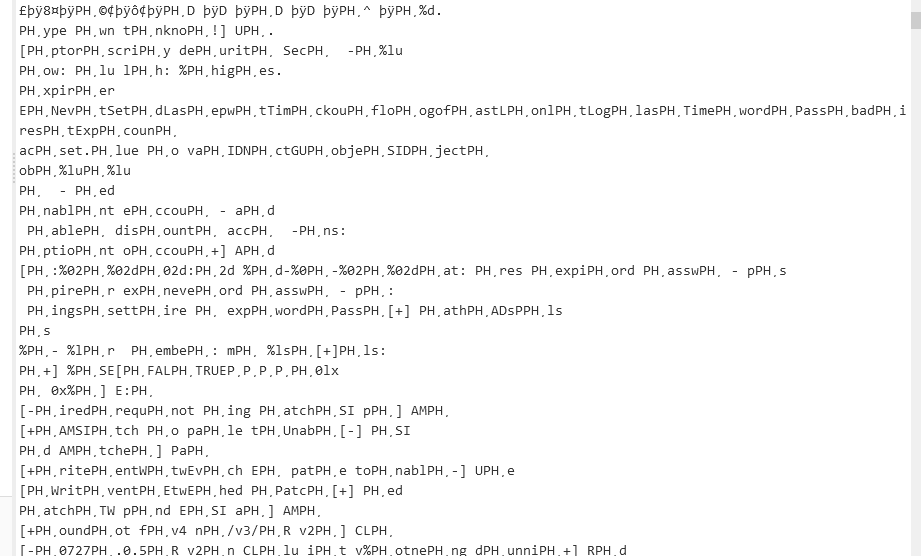 £þÿ8¤þÿPH¸©¢þÿô¢þÿPH¸D þÿD þÿPH¸D þÿD þÿPH¸^ þÿPH¸%d.
PH¸ype PH¸wn tPH¸nknoPH¸!] UPH¸.
[PH¸ptorPH¸scriPH¸y dePH¸uritPH¸ SecPH¸  -PH¸%lu
PH¸ow: PH¸lu lPH¸h: %PH¸higPH¸es.
PH¸xpirPH¸er
EPH¸NevPH¸tSetPH¸dLasPH¸epwPH¸tTimPH¸ckouPH¸floPH¸ogofPH¸astLPH¸onlPH¸tLogPH¸lasPH¸TimePH¸wordPH¸PassPH¸badPH¸i
resPH¸tExpPH¸counPH¸
acPH¸set.PH¸lue PH¸o vaPH¸IDNPH¸ctGUPH¸objePH¸SIDPH¸jectPH¸
obPH¸%luPH¸%lu
PH¸  - PH¸ed
PH¸nablPH¸nt ePH¸ccouPH¸ - aPH¸d
 PH¸ablePH¸ disPH¸ountPH¸ accPH¸  -PH¸ns:
PH¸ptioPH¸nt oPH¸ccouPH¸+] APH¸d
[PH¸:%02PH¸%02dPH¸02d:PH¸2d %PH¸d-%0PH¸-%02PH¸%02dPH¸at: PH¸res PH¸expiPH¸ord PH¸asswPH¸ - pPH¸s
 PH¸pirePH¸r exPH¸nevePH¸ord PH¸asswPH¸ - pPH¸:
 PH¸ingsPH¸settPH¸ire PH¸ expPH¸wordPH¸PassPH¸[+] PH¸athPH¸ADsPPH¸ls
PH¸s
%PH¸- %lPH¸r  PH¸embePH¸: mPH¸ %lsPH¸[+]PH¸ls:
PH¸+] %PH¸SE[PH¸FALPH¸TRUEP¸P¸P¸P¸PH¸0lx
PH¸ 0x%PH¸] E:PH¸
[-PH¸iredPH¸requPH¸not PH¸ing PH¸atchPH¸SI pPH¸] AMPH¸
[+PH¸AMSIPH¸tch PH¸o paPH¸le tPH¸UnabPH¸[-] PH¸SI
PH¸d AMPH¸tchePH¸] PaPH¸
[+PH¸ritePH¸entWPH¸twEvPH¸ch EPH¸ patPH¸e toPH¸nablPH¸-] UPH¸e
[PH¸WritPH¸ventPH¸EtwEPH¸hed PH¸PatcPH¸[+] PH¸ed
PH¸atchPH¸TW pPH¸nd EPH¸SI aPH¸] AMPH¸
[+PH¸oundPH¸ot fPH¸v4 nPH¸/v3/PH¸R v2PH¸] CLPH¸
[-PH¸0727PH¸.0.5PH¸R v2PH¸n CLPH¸lu iPH¸t v%PH¸otnePH¸ng dPH¸unniPH¸+] RPH¸d